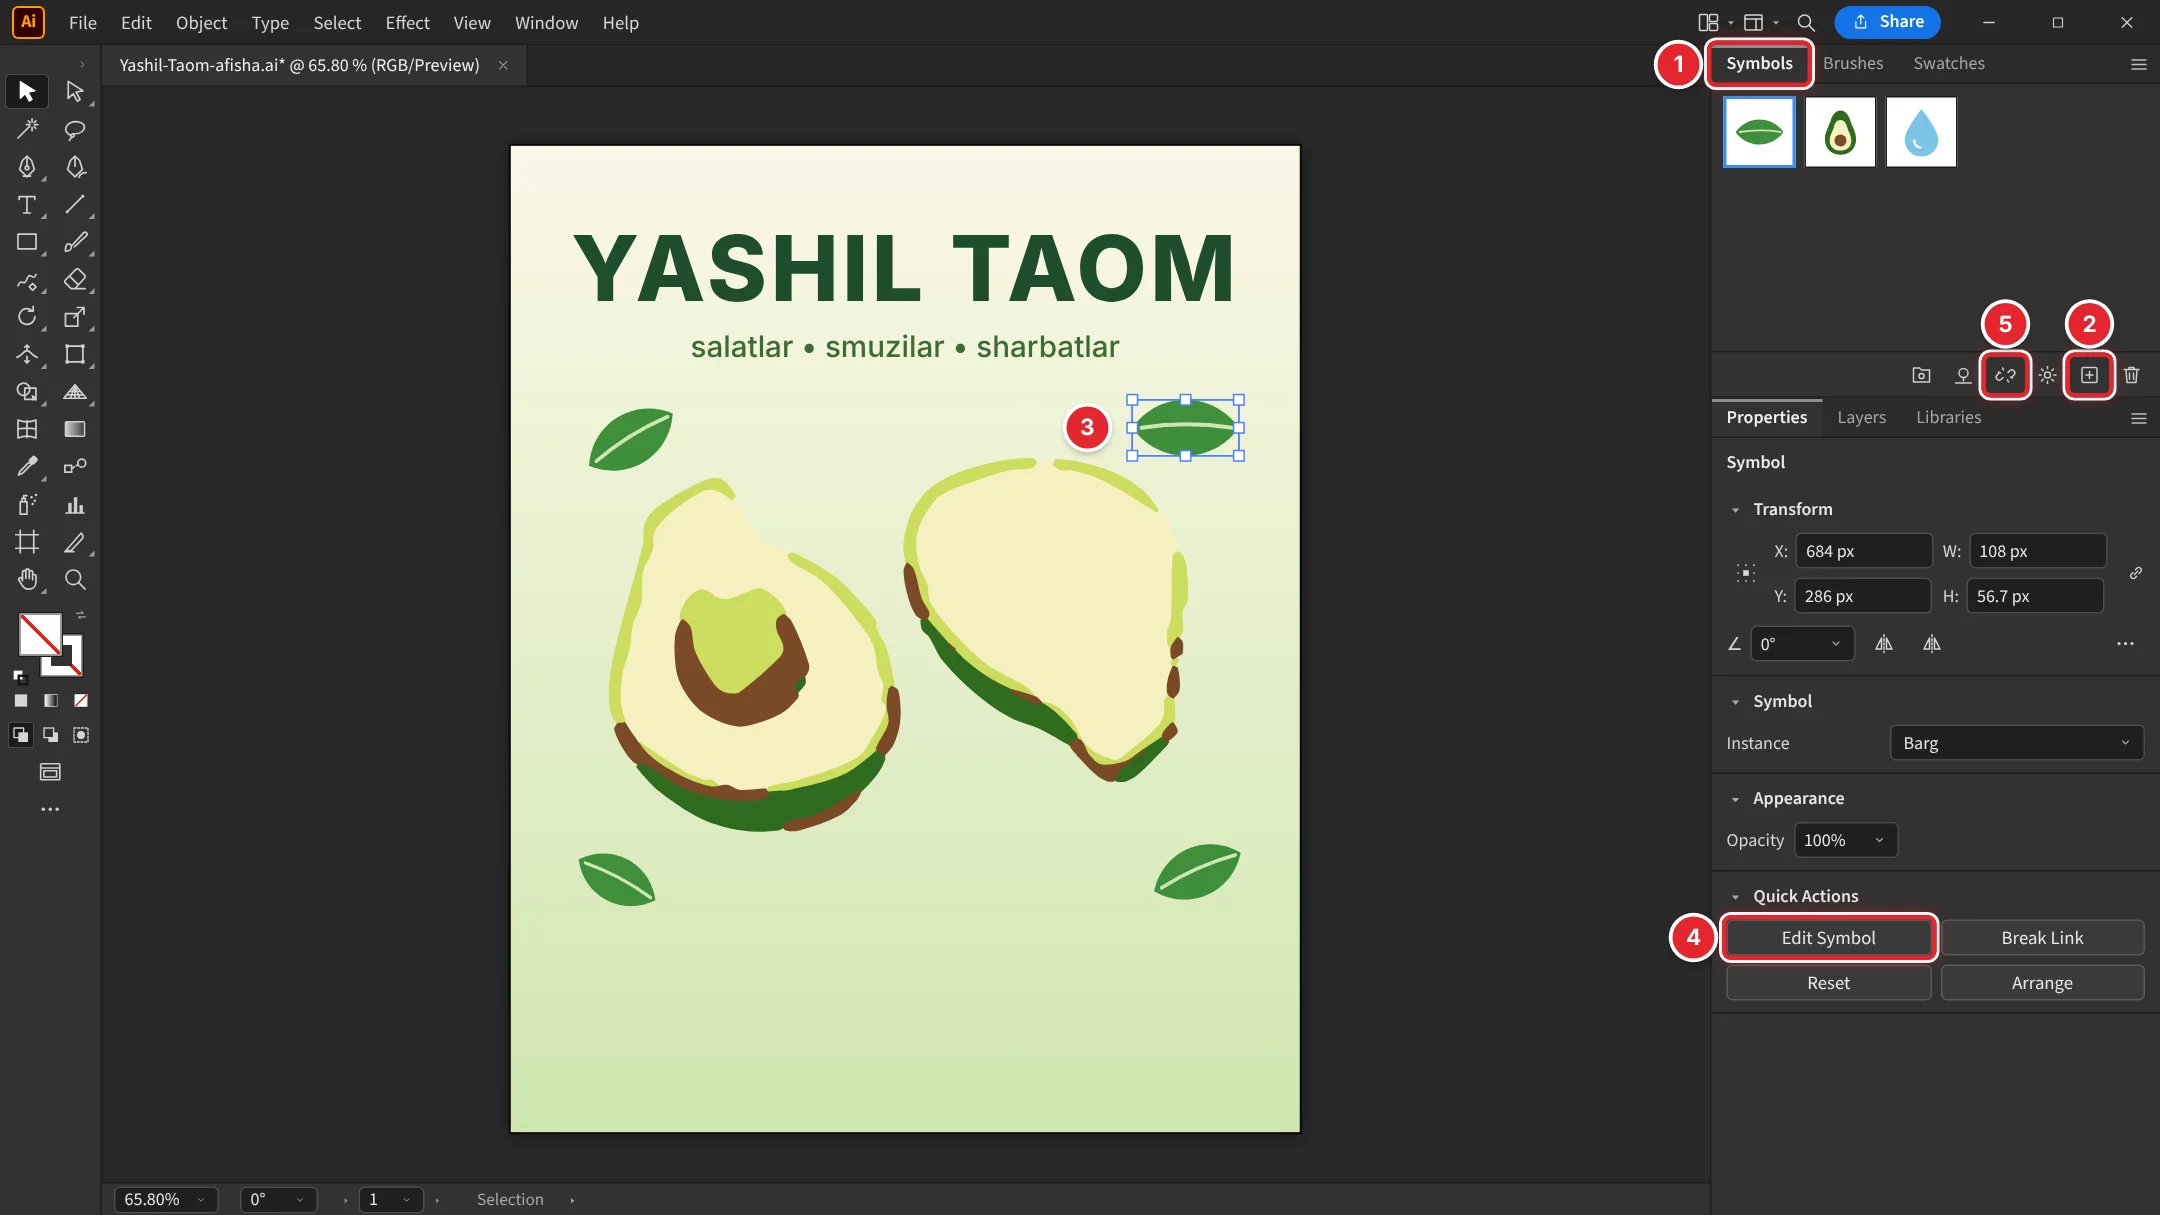 Ai File Edit Object Type Select Effect View Window Help Share
Yashil-Taom-afisha.ai* @ 65.80 % (RGB/Preview)
1 Symbols Brushes Swatches
YASHIL TAOM
salatlar • smuzilar • sharbatlar
5 2
3
Properties Layers Libraries
Symbol
Transform
X: 684 px W: 108 px
Y: 286 px H: 56.7 px
0°
Symbol
Instance Barg
Appearance
Opacity 100%
Quick Actions
4 Edit Symbol Break Link
Reset Arrange
65.80% 0° 1 Selection